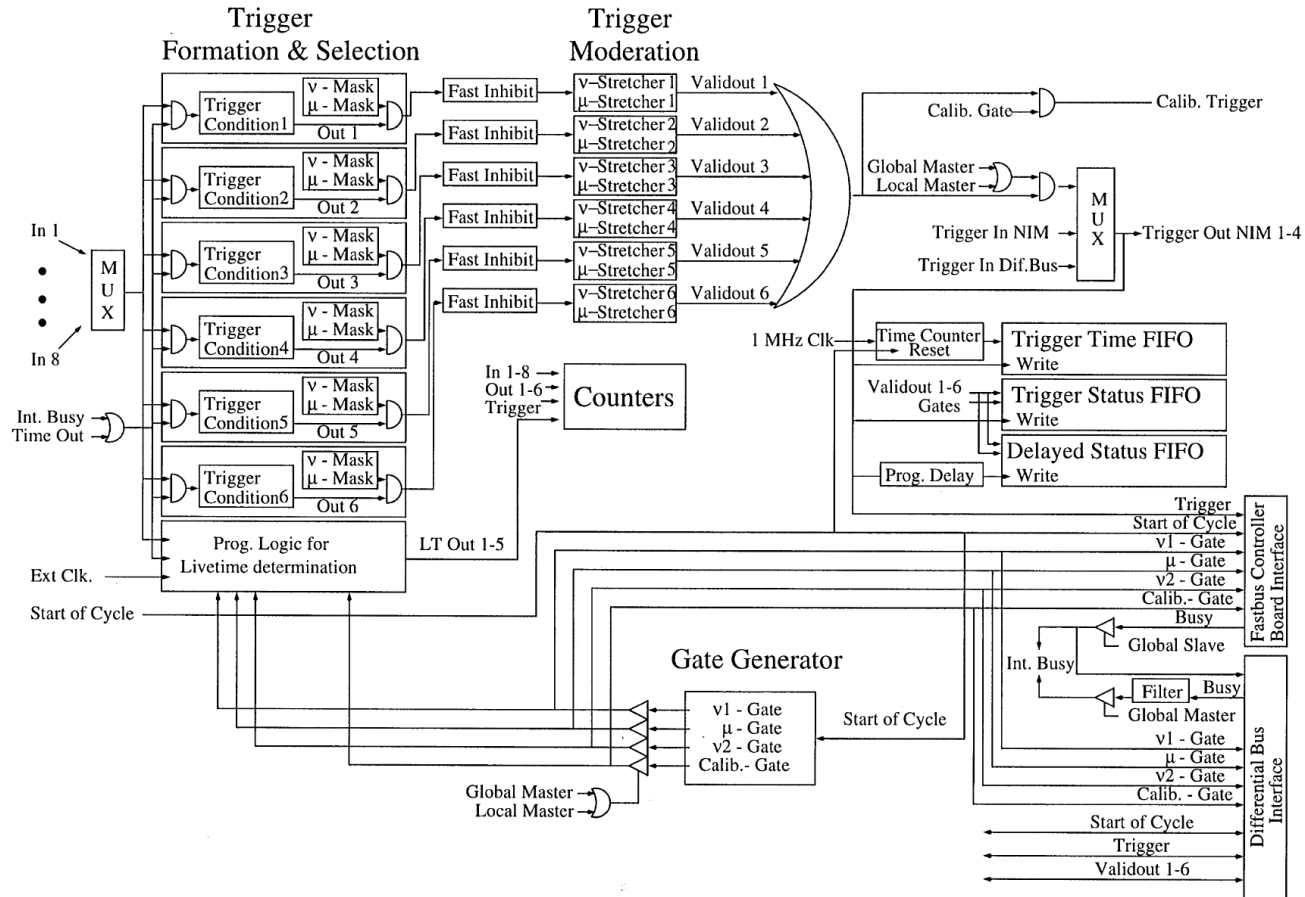 Trigger
Formation & Selection
Trigger
Moderation
ν - Mask
μ - Mask
Trigger
Condition1
Out 1
ν - Mask
μ - Mask
Trigger
Condition2
Out 2
ν - Mask
μ - Mask
Trigger
Condition3
Out 3
ν - Mask
μ - Mask
Trigger
Condition4
Out 4
ν - Mask
μ - Mask
Trigger
Condition5
Out 5
ν - Mask
μ - Mask
Trigger
Condition6
Out 6
Prog. Logic for
Livetime determination
In 1
MUX
In 8
Int. Busy
Time Out
Ext Clk.
Start of Cycle
LT Out 1-5
Fast Inhibit
Fast Inhibit
Fast Inhibit
Fast Inhibit
Fast Inhibit
Fast Inhibit
ν–Stretcher 1
μ–Stretcher 1
ν–Stretcher 2
μ–Stretcher 2
ν–Stretcher 3
μ–Stretcher 3
ν–Stretcher 4
μ–Stretcher 4
ν–Stretcher 5
μ–Stretcher 5
ν–Stretcher 6
μ–Stretcher 6
Validout 1
Validout 2
Validout 3
Validout 4
Validout 5
Validout 6
In 1-8
Out 1-6
Trigger
Counters
Calib. Gate
Calib. Trigger
Global Master
Local Master
Trigger In NIM
Trigger In Dif.Bus
MUX
Trigger Out NIM 1-4
1 MHz Clk
Time Counter
Reset
Trigger Time FIFO
Write
Validout 1-6
Gates
Trigger Status FIFO
Write
Delayed Status FIFO
Prog. Delay
Write
Trigger
Start of Cycle
ν1 - Gate
μ - Gate
ν2 - Gate
Calib.- Gate
Busy
Global Slave
Fastbus Controller
Board Interface
Int. Busy
Filter
Busy
Global Master
ν1 - Gate
μ - Gate
ν2 - Gate
Calib. - Gate
Start of Cycle
Trigger
Validout 1-6
Differential Bus
Interface
Gate Generator
ν1 - Gate
μ - Gate
ν2 - Gate
Calib.- Gate
Start of Cycle
Global Master
Local Master